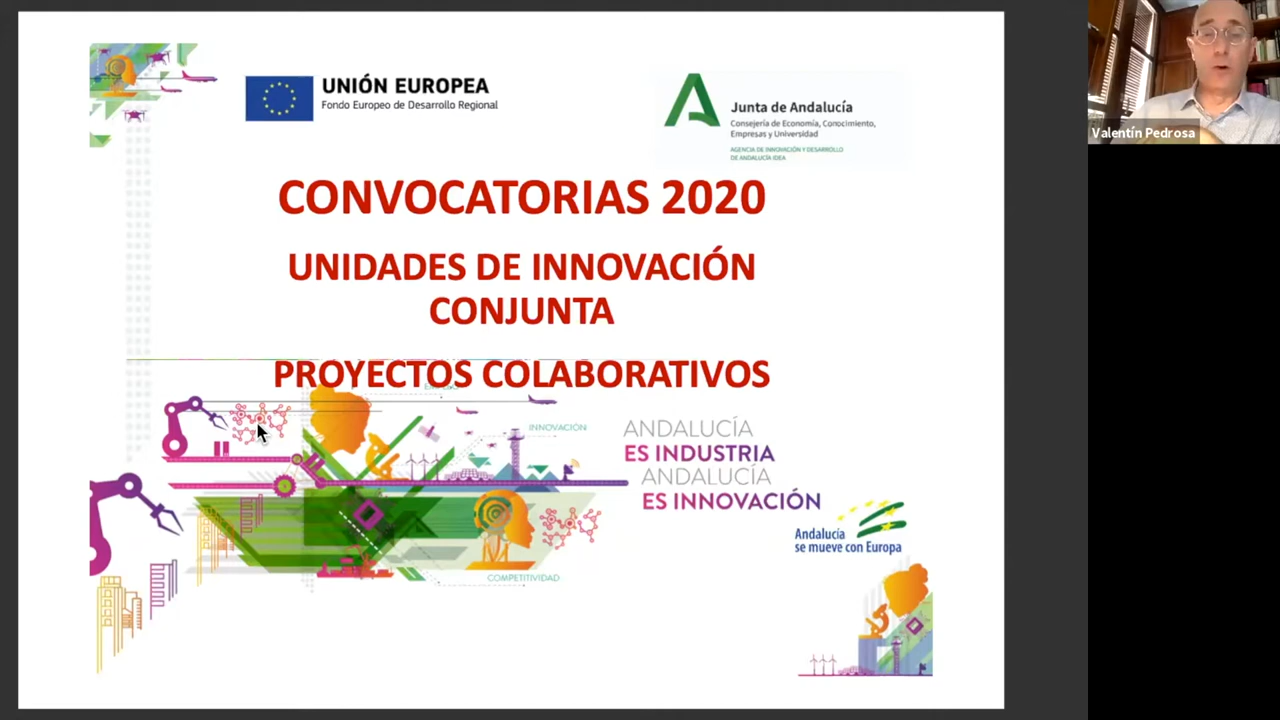 UNIÓN EUROPEA
Fondo Europeo de Desarrollo Regional
Junta de Andalucía
Consejería de Economía, Conocimiento,
Empresas y Universidad
AGENCIA DE INNOVACIÓN Y DESARROLLO
DE ANDALUCÍA IDEA
Valentín Pedrosa
CONVOCATORIAS 2020
UNIDADES DE INNOVACIÓN
CONJUNTA
PROYECTOS COLABORATIVOS
INNOVACIÓN
ANDALUCÍA
ES INDUSTRIA
ANDALUCÍA
ES INNOVACIÓN
Andalucía
se mueve con Europa
COMPETITIVIDAD